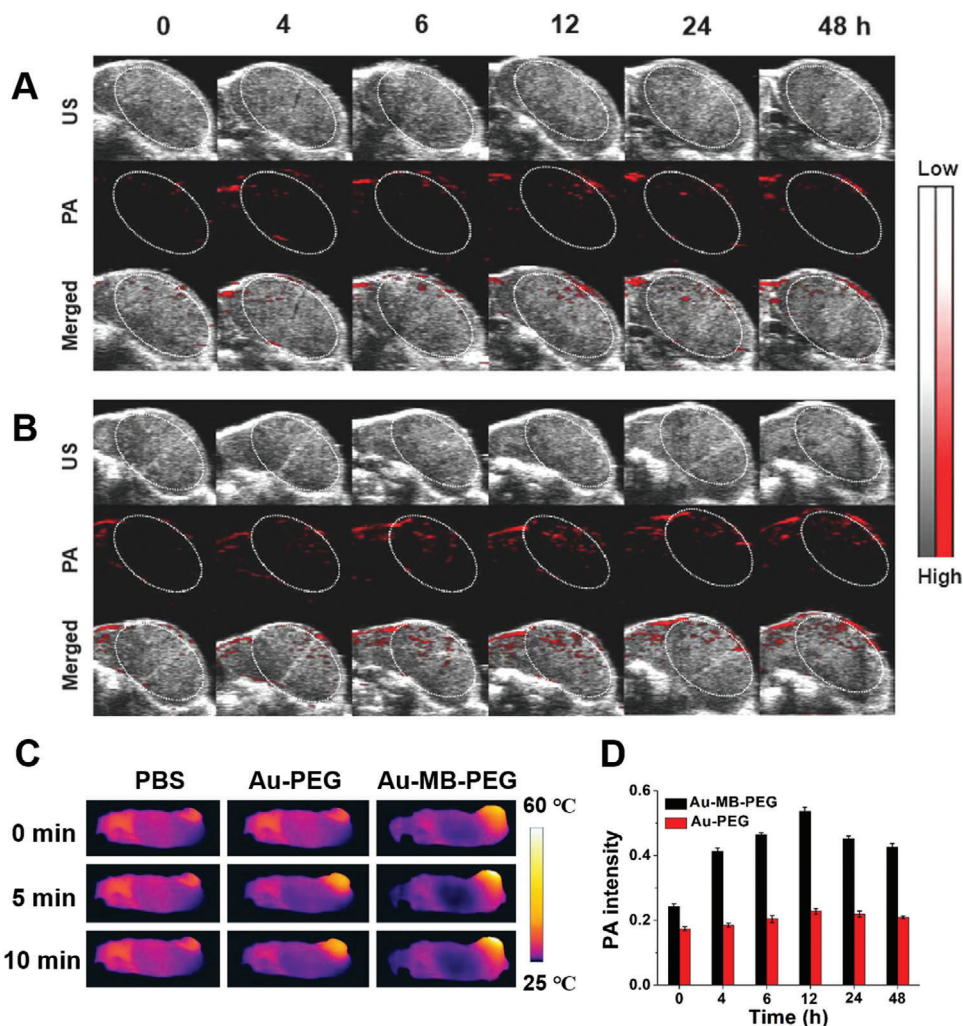 0 4 6 12 24 48 h
A
US
PA
Merged
Low
High
B
US
PA
Merged
C
PBS Au-PEG Au-MB-PEG
0 min
5 min
10 min
60 °C
25 °C
D
Au-MB-PEG
Au-PEG
PA intensity
0.6
0.4
0.2
0.0
0 4 6 12 24 48
Time (h)